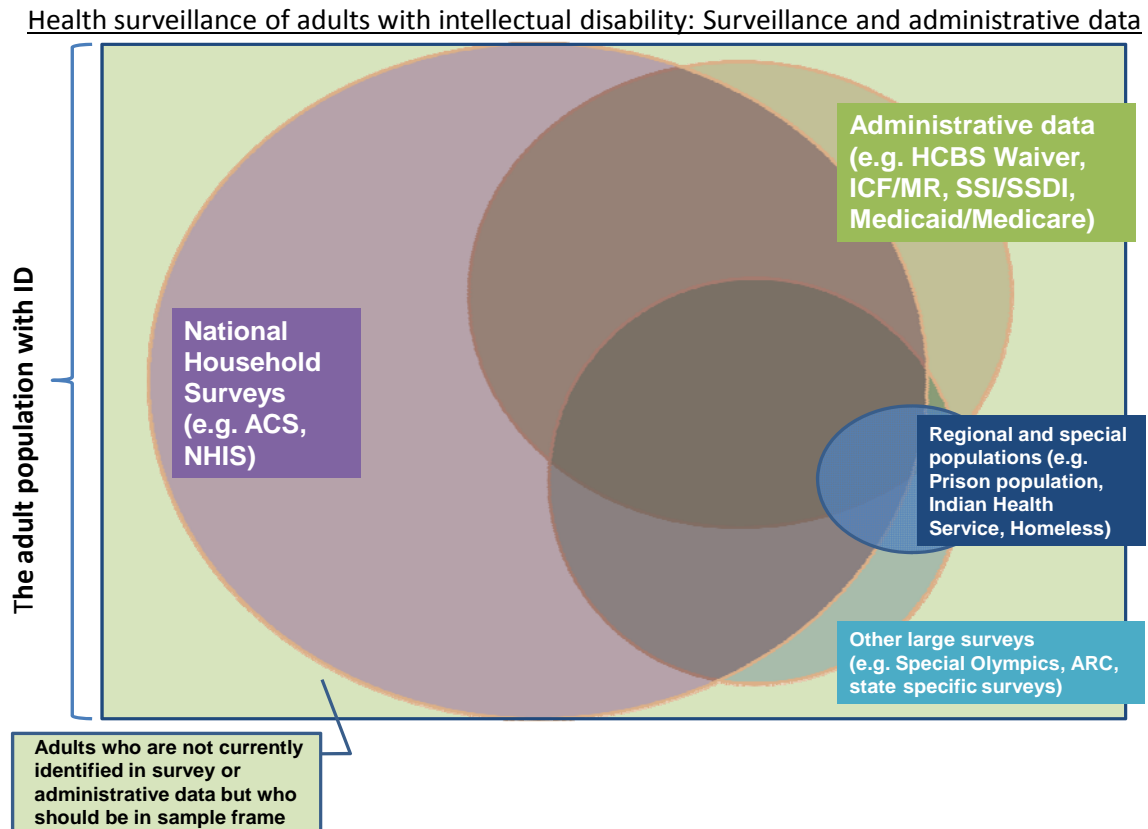 Health surveillance of adults with intellectual disability: Surveillance and administrative data
Administrative data
(e.g. HCBS Waiver,
ICF/MR, SSI/SSDI,
Medicaid/Medicare)
The adult population with ID
National
Household
Surveys
(e.g. ACS,
NHIS)
Regional and special
populations (e.g.
Prison population,
Indian Health
Service, Homeless)
Other large surveys
(e.g. Special Olympics, ARC,
state specific surveys)
Adults who are not currently
identified in survey or
administrative data but who
should be in sample frame